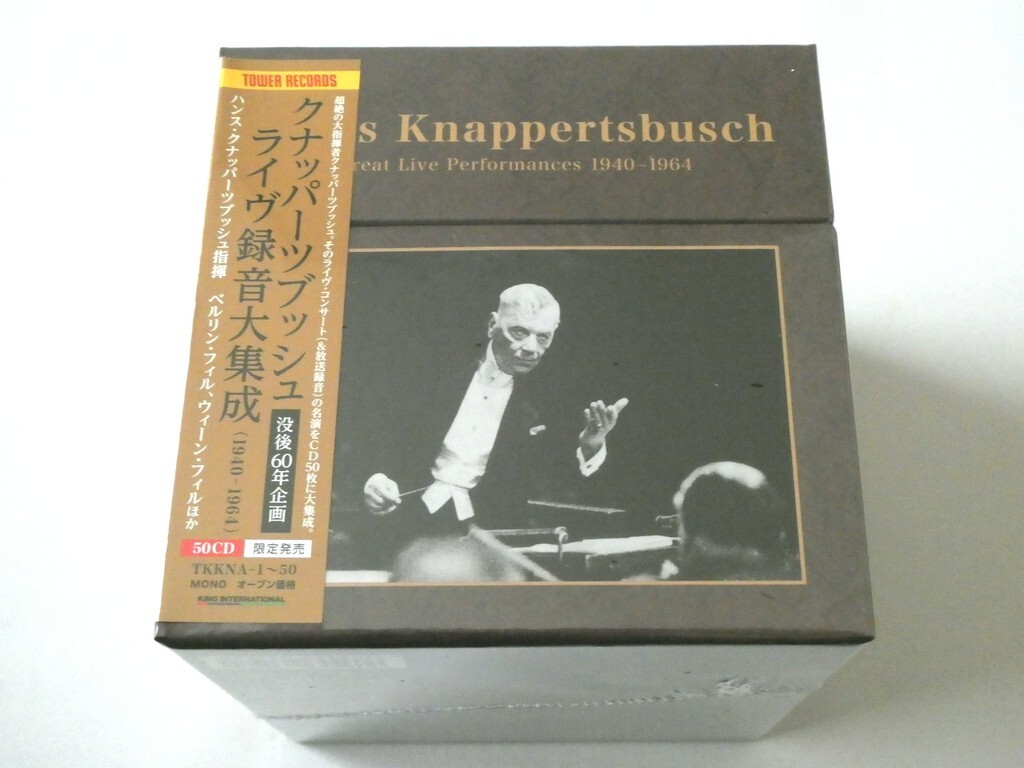 TOWER RECORDS
超絶の大指揮者クナッパーツブッシュ。そのライヴ・コンサート(&放送録音)の名演をCD50枚に大集成。
クナッパーツブッシュ
ライヴ録音大集成
(1940-1964)
没後60年企画
ハンス・クナッパーツブッシュ指揮 ベルリン・フィル、ウィーン・フィルほか
50CD 限定発売
TKKNA-1～50
MONO オープン価格
KING INTERNATIONAL
s Knappertsbusch
reat Live Performances 1940-1964